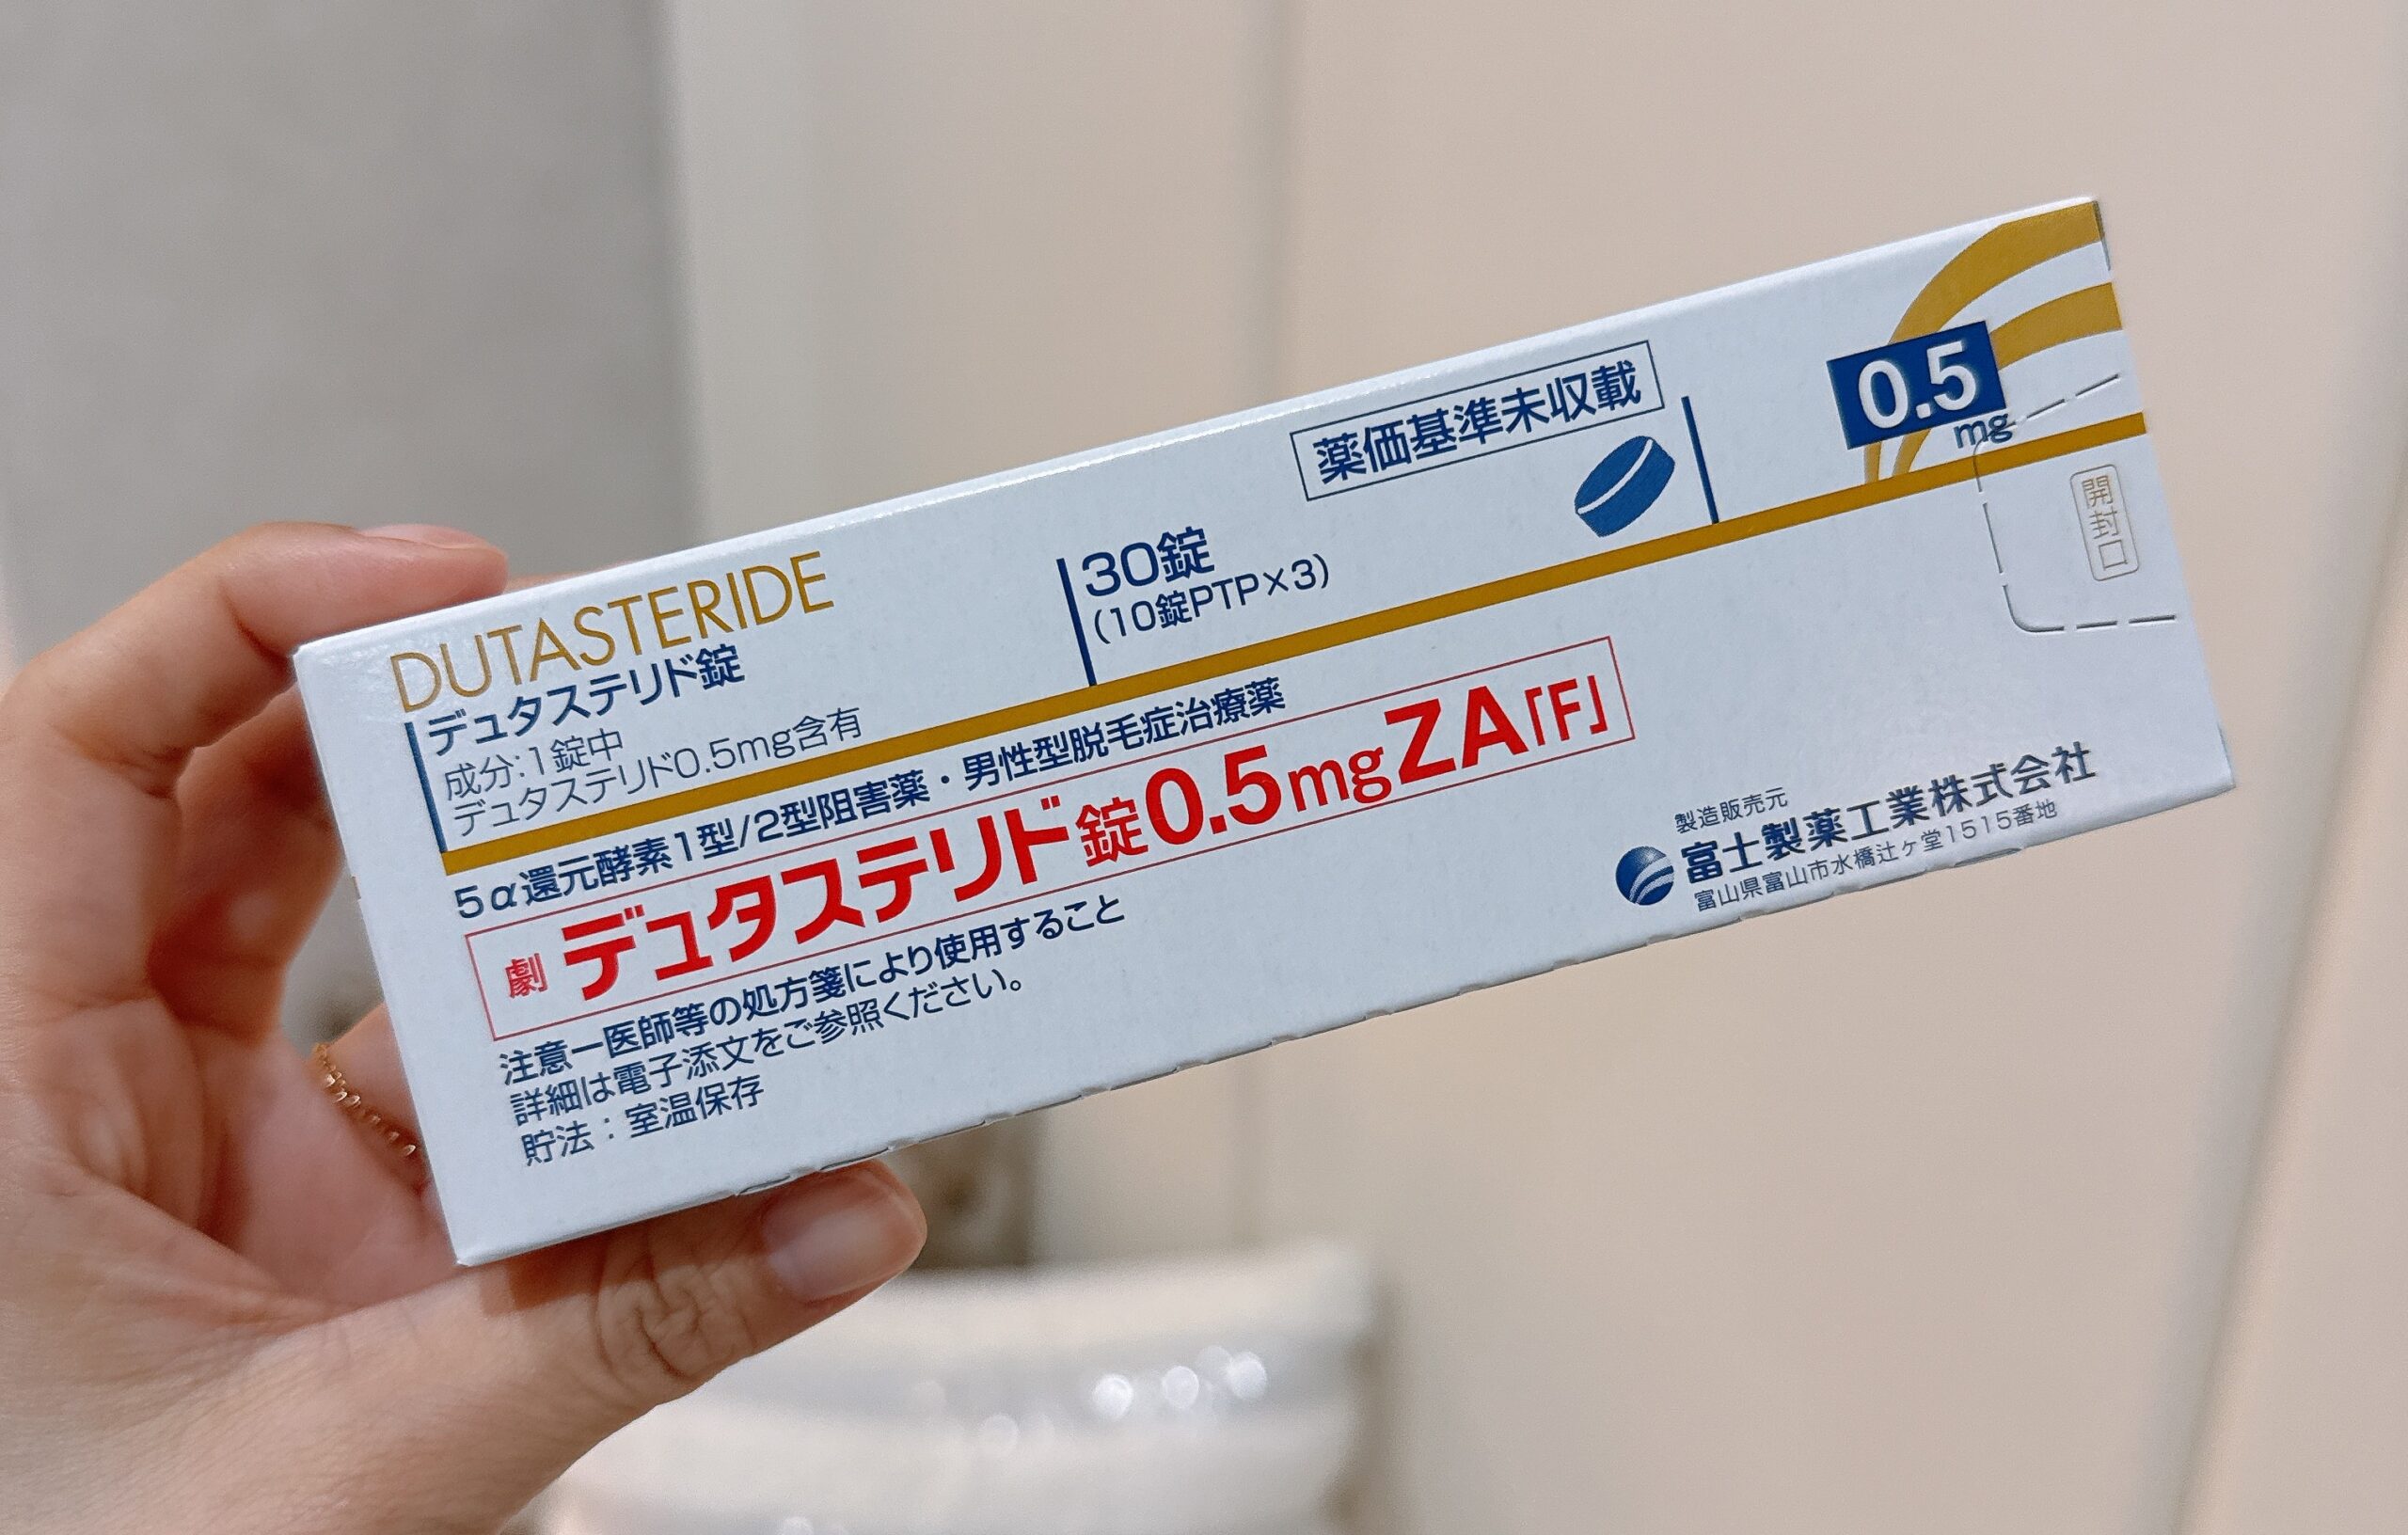 DUTASTERIDE
デュタステリド錠
成分:1錠中
デュタステリド0.5mg含有
30錠
(10錠PTP×3)
薬価基準未収載
0.5
mg
開封口
5α還元酵素1型/2型阻害薬・男性型脱毛症治療薬
劇 デュタステリド錠0.5mgZA「F」
注意ー医師等の処方箋により使用すること
詳細は電子添文をご参照ください。
貯法：室温保存
製造販売元
富士製薬工業株式会社
富山県富山市水橋辻ヶ堂1515番地